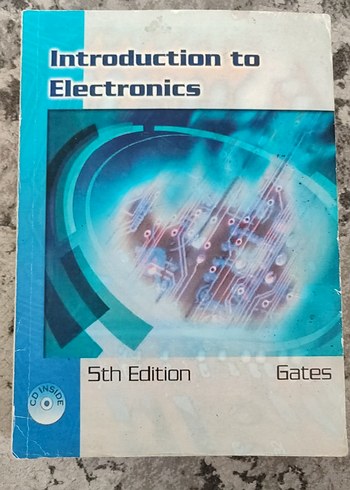 Introduction to
Electronics
5th Edition Gates
CD INSIDE